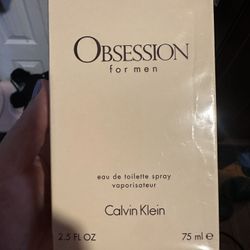 OBSESSION
for men
eau de toilette spray
vaporisateur
Calvin Klein
2.5 FL OZ 75 ml e